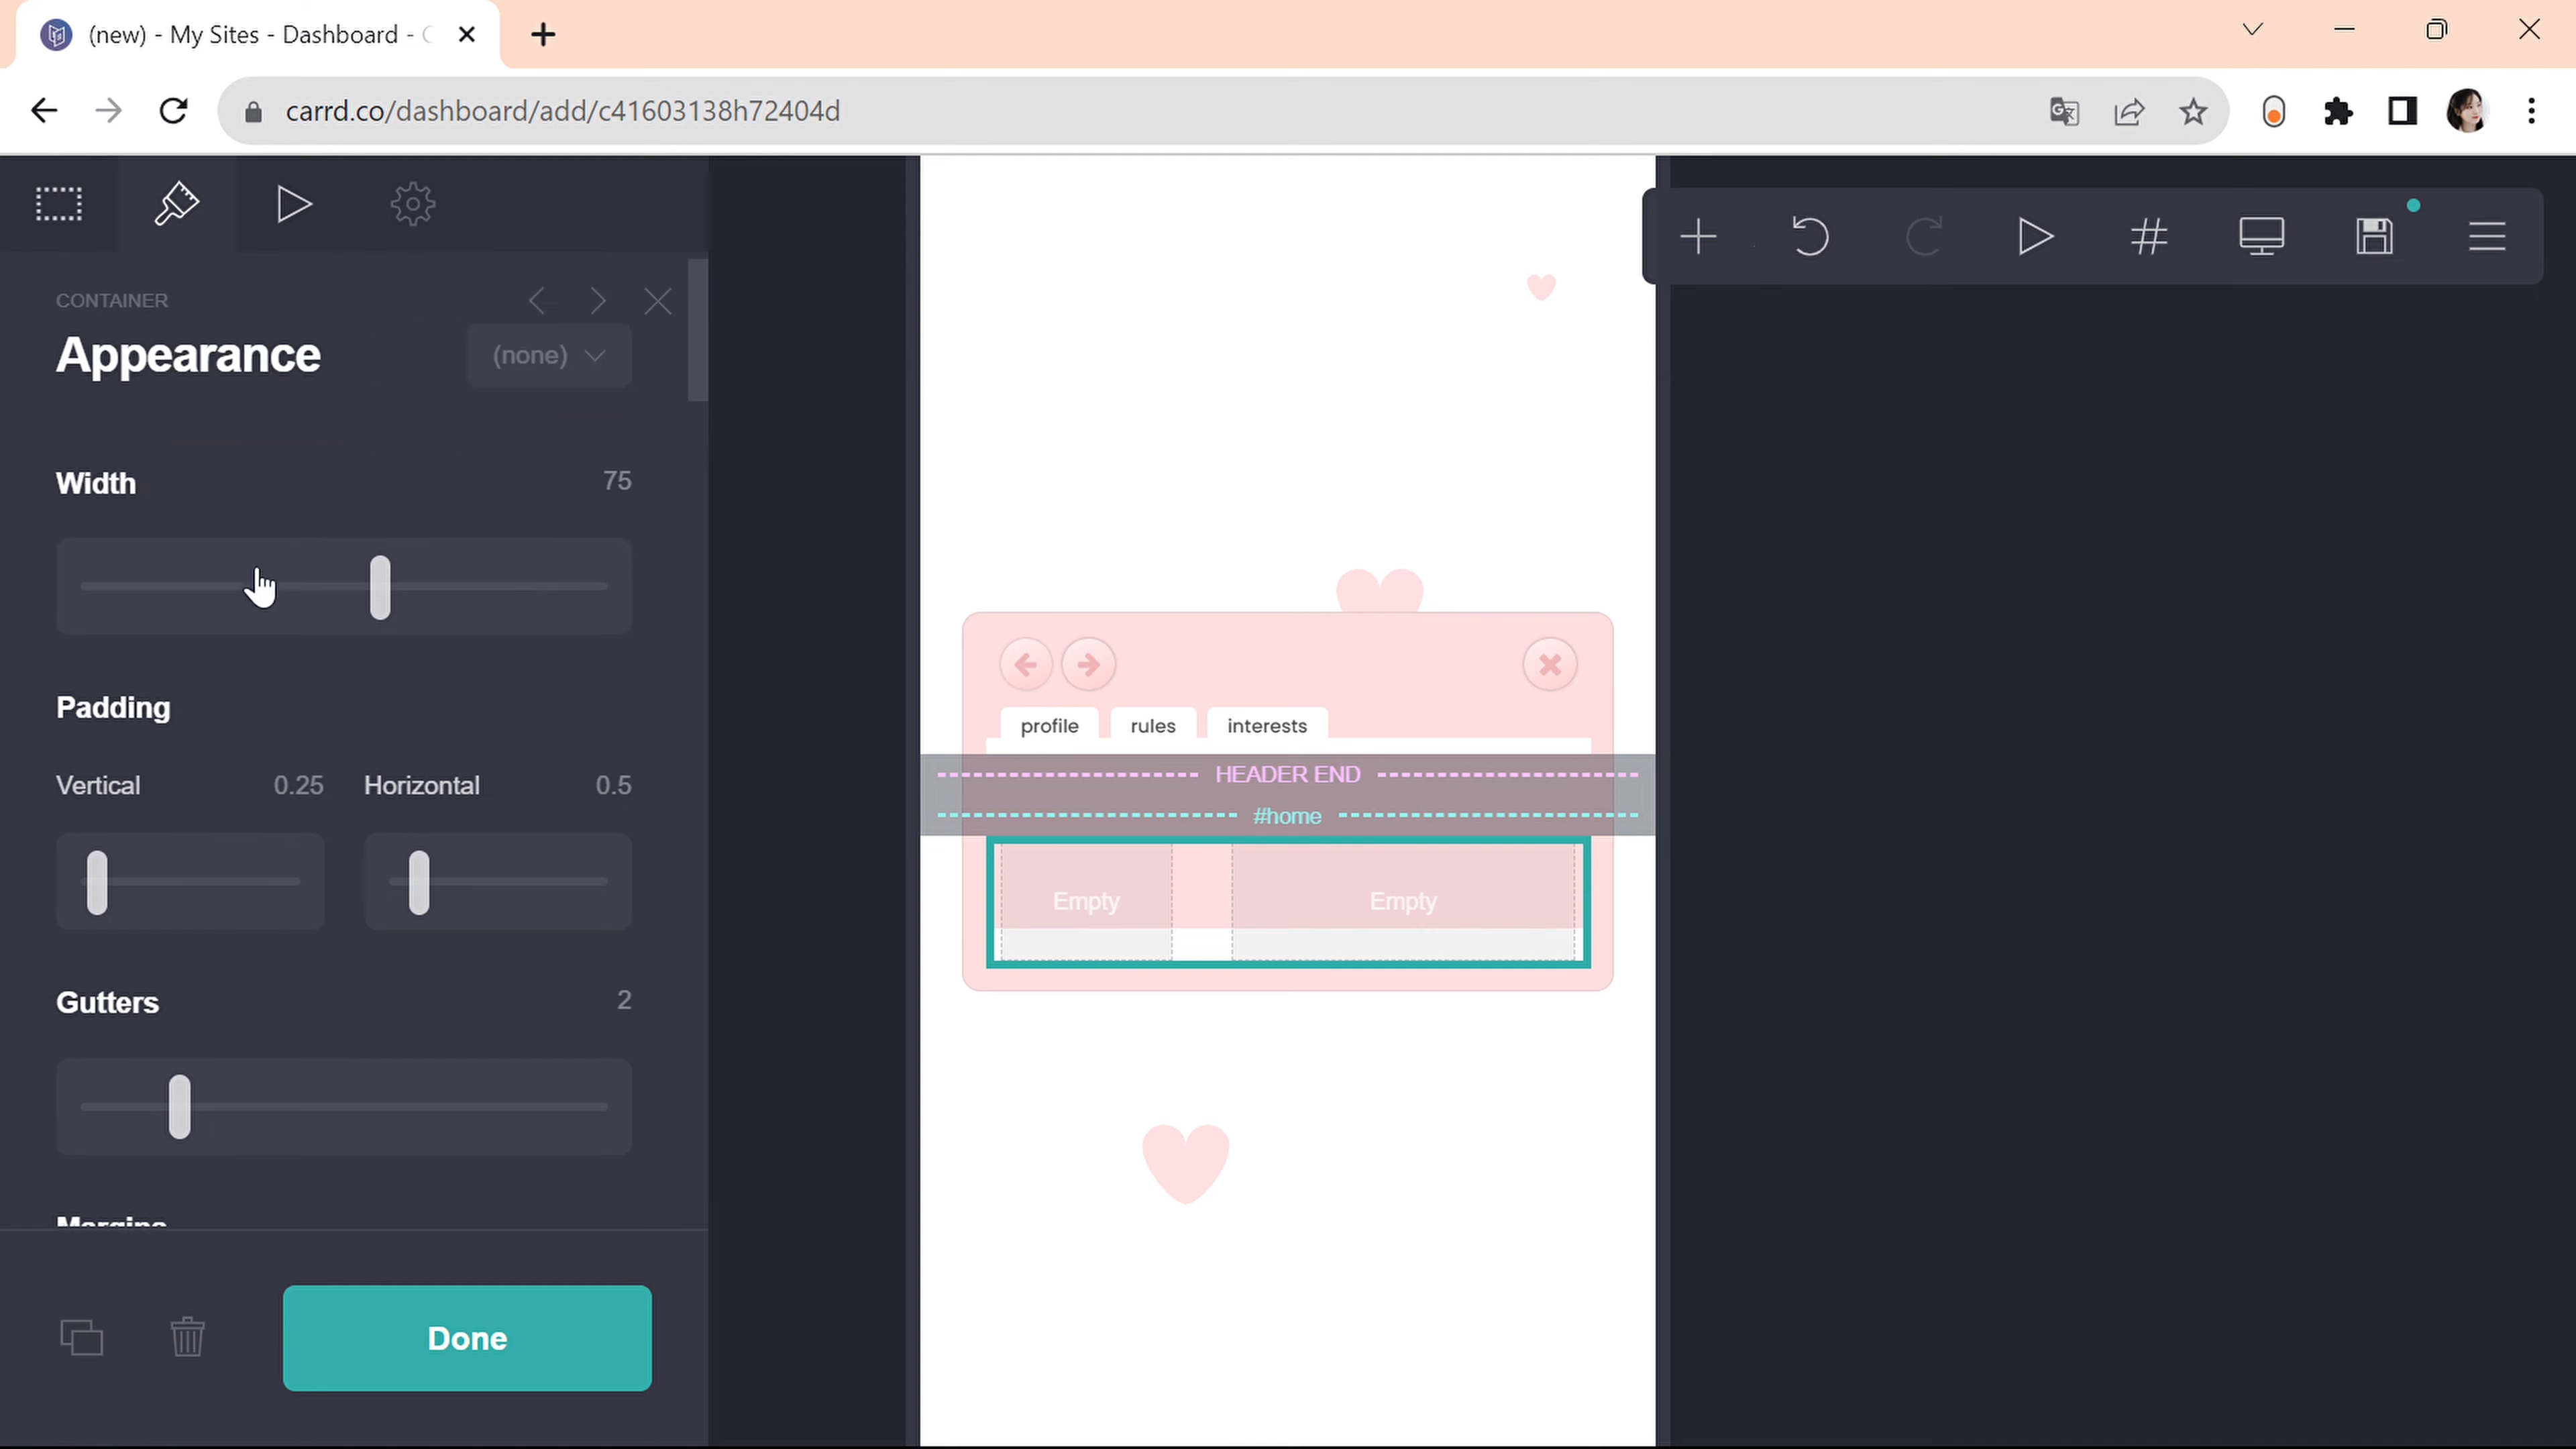 (new) - My Sites - Dashboard -
carrd.co/dashboard/add/c41603138h72404d
CONTAINER
Appearance
(none)
Width 75
Padding
Vertical 0.25 Horizontal 0.5
Gutters 2
Margins
Done
profile rules interests
HEADER END
#home
Empty Empty